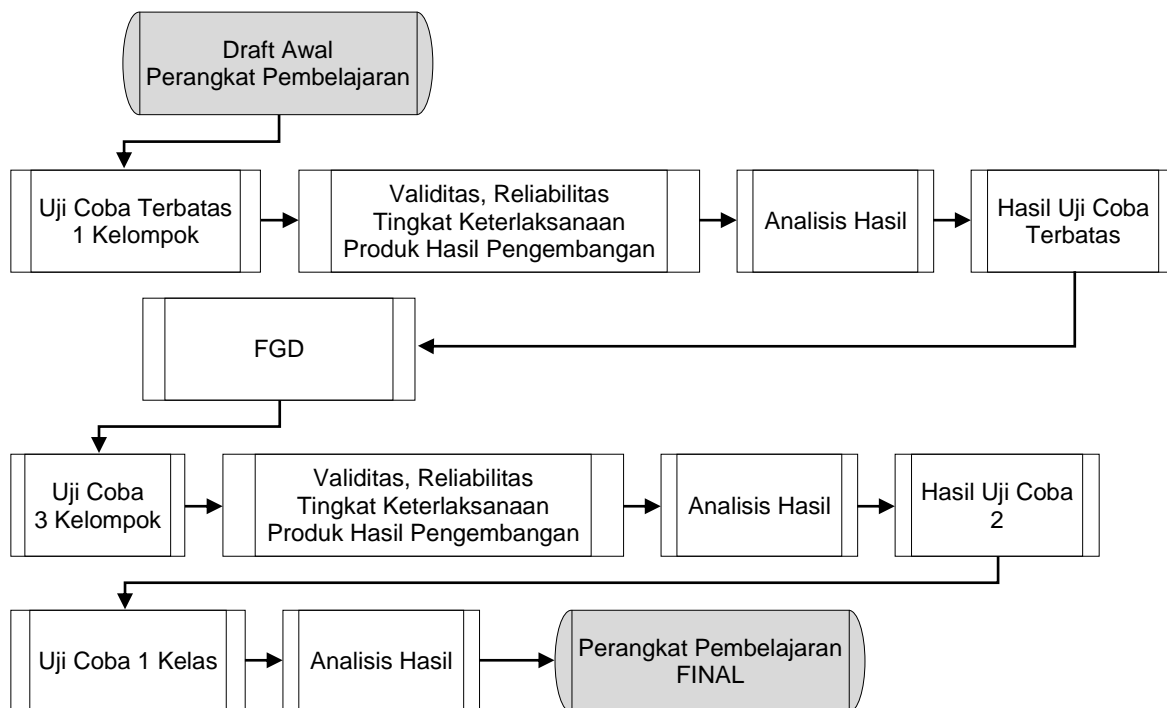 Draft Awal
Perangkat Pembelajaran
Uji Coba Terbatas
1 Kelompok
Validitas, Reliabilitas
Tingkat Keterlaksanaan
Produk Hasil Pengembangan
Analisis Hasil
Hasil Uji Coba
Terbatas
FGD
Uji Coba
3 Kelompok
Validitas, Reliabilitas
Tingkat Keterlaksanaan
Produk Hasil Pengembangan
Analisis Hasil
Hasil Uji Coba
2
Uji Coba 1 Kelas
Analisis Hasil
Perangkat Pembelajaran
FINAL